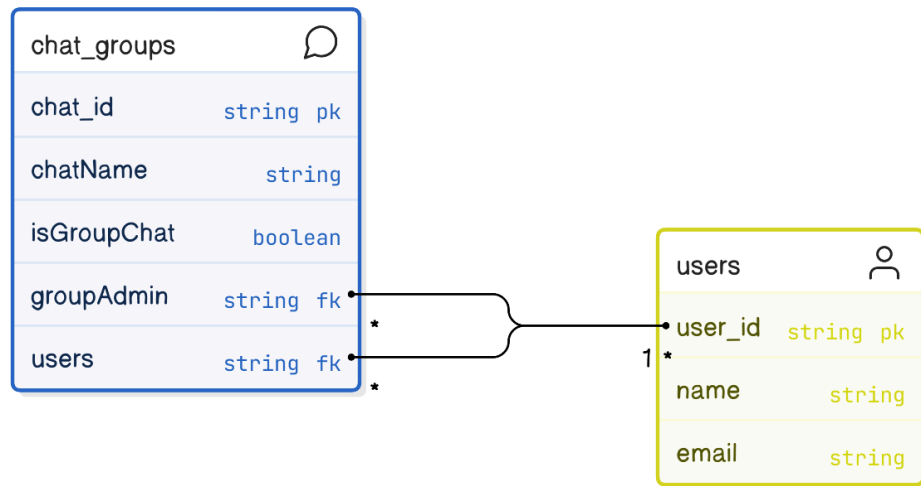 chat_groups
chat_id string pk
chatName string
isGroupChat boolean
groupAdmin string fk
*
users string fk
*
users
user_id string pk
1 *
name string
email string